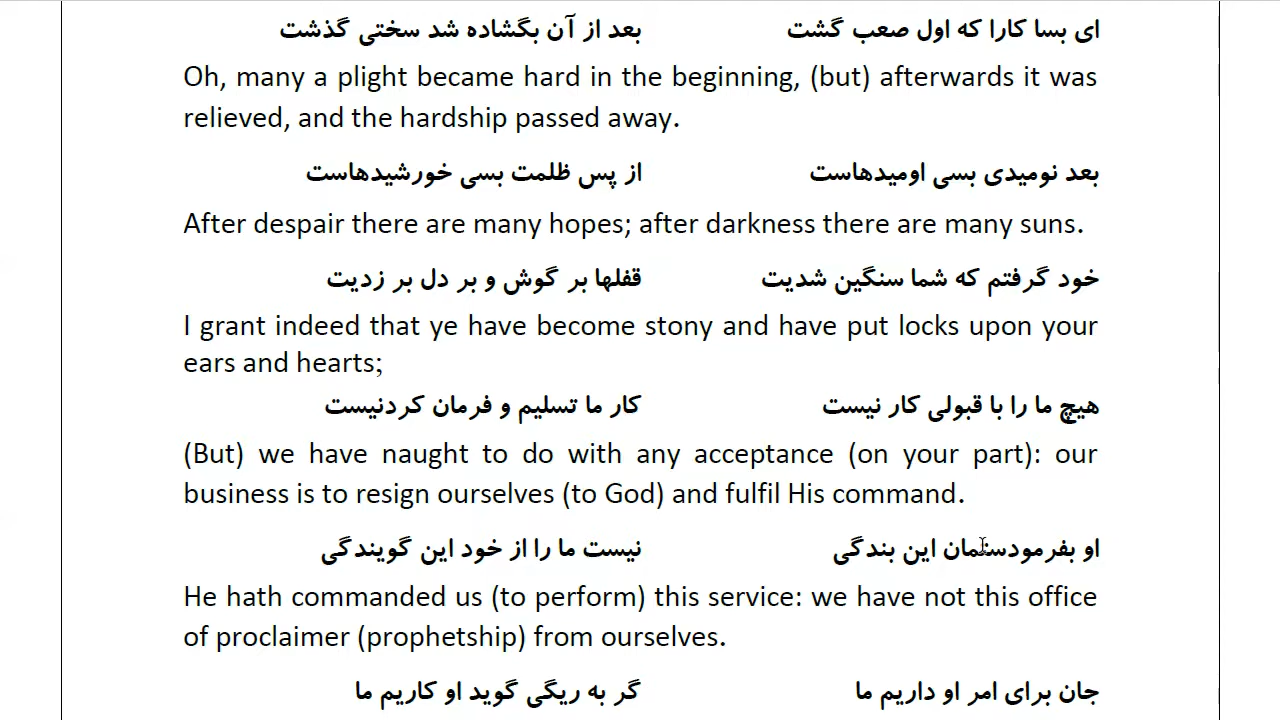 ای بسا کارا که اول صعب گشت بعد از آن بگشاده شد سختی گذشت
Oh, many a plight became hard in the beginning, (but) afterwards it was
relieved, and the hardship passed away.
بعد نومیدی بسی اومیدهاست از پس ظلمت بسی خورشیدهاست
After despair there are many hopes; after darkness there are many suns.
خود گرفتم که شما سنگین شدیت قفلها بر گوش و بر دل بر زدیت
I grant indeed that ye have become stony and have put locks upon your
ears and hearts;
هیچ ما را با قبولی کار نیست کار ما تسلیم و فرمان کردنیست
(But) we have naught to do with any acceptance (on your part): our
business is to resign ourselves (to God) and fulfil His command.
او بفرمودستمان این بندگی نیست ما را از خود این گویندگی
He hath commanded us (to perform) this service: we have not this office
of proclaimer (prophetship) from ourselves.
جان برای امر او داریم ما گر به ریگی گوید او کاریم ما